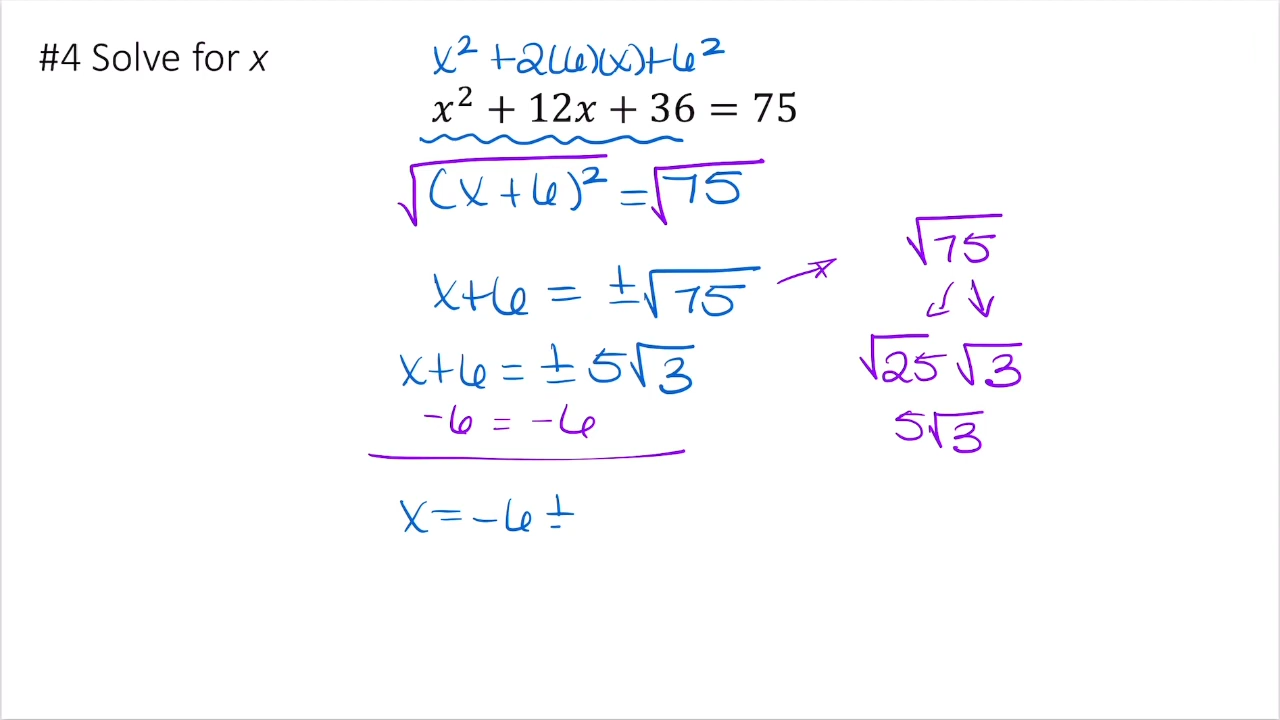 #4 Solve for x
x² + 2(6)(x) + 6²
x² + 12x + 36 = 75
√(x + 6)² = √75
x + 6 = ± √75
x + 6 = ± 5√3
-6 = -6
x = -6 ±
√75
√25 √3
5√3